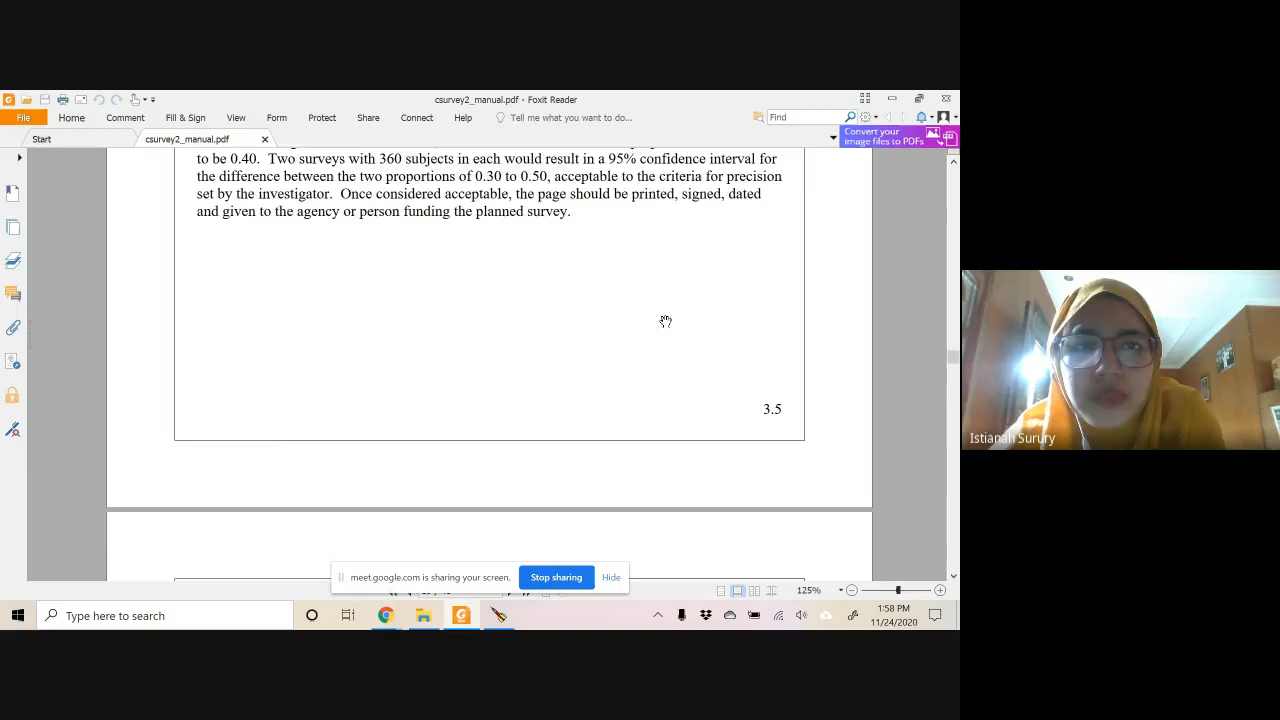 csurvey2_manual.pdf - Foxit Reader
File Home Comment Fill & Sign View Form Protect Share Connect Help Tell me what you want to do... Find
Start csurvey2_manual.pdf
Convert your
image files to PDFs
to be 0.40. Two surveys with 360 subjects in each would result in a 95% confidence interval for
the difference between the two proportions of 0.30 to 0.50, acceptable to the criteria for precision
set by the investigator. Once considered acceptable, the page should be printed, signed, dated
and given to the agency or person funding the planned survey.
3.5
Istianah Surury
meet.google.com is sharing your screen. Stop sharing Hide
125%
Type here to search
1:58 PM
11/24/2020